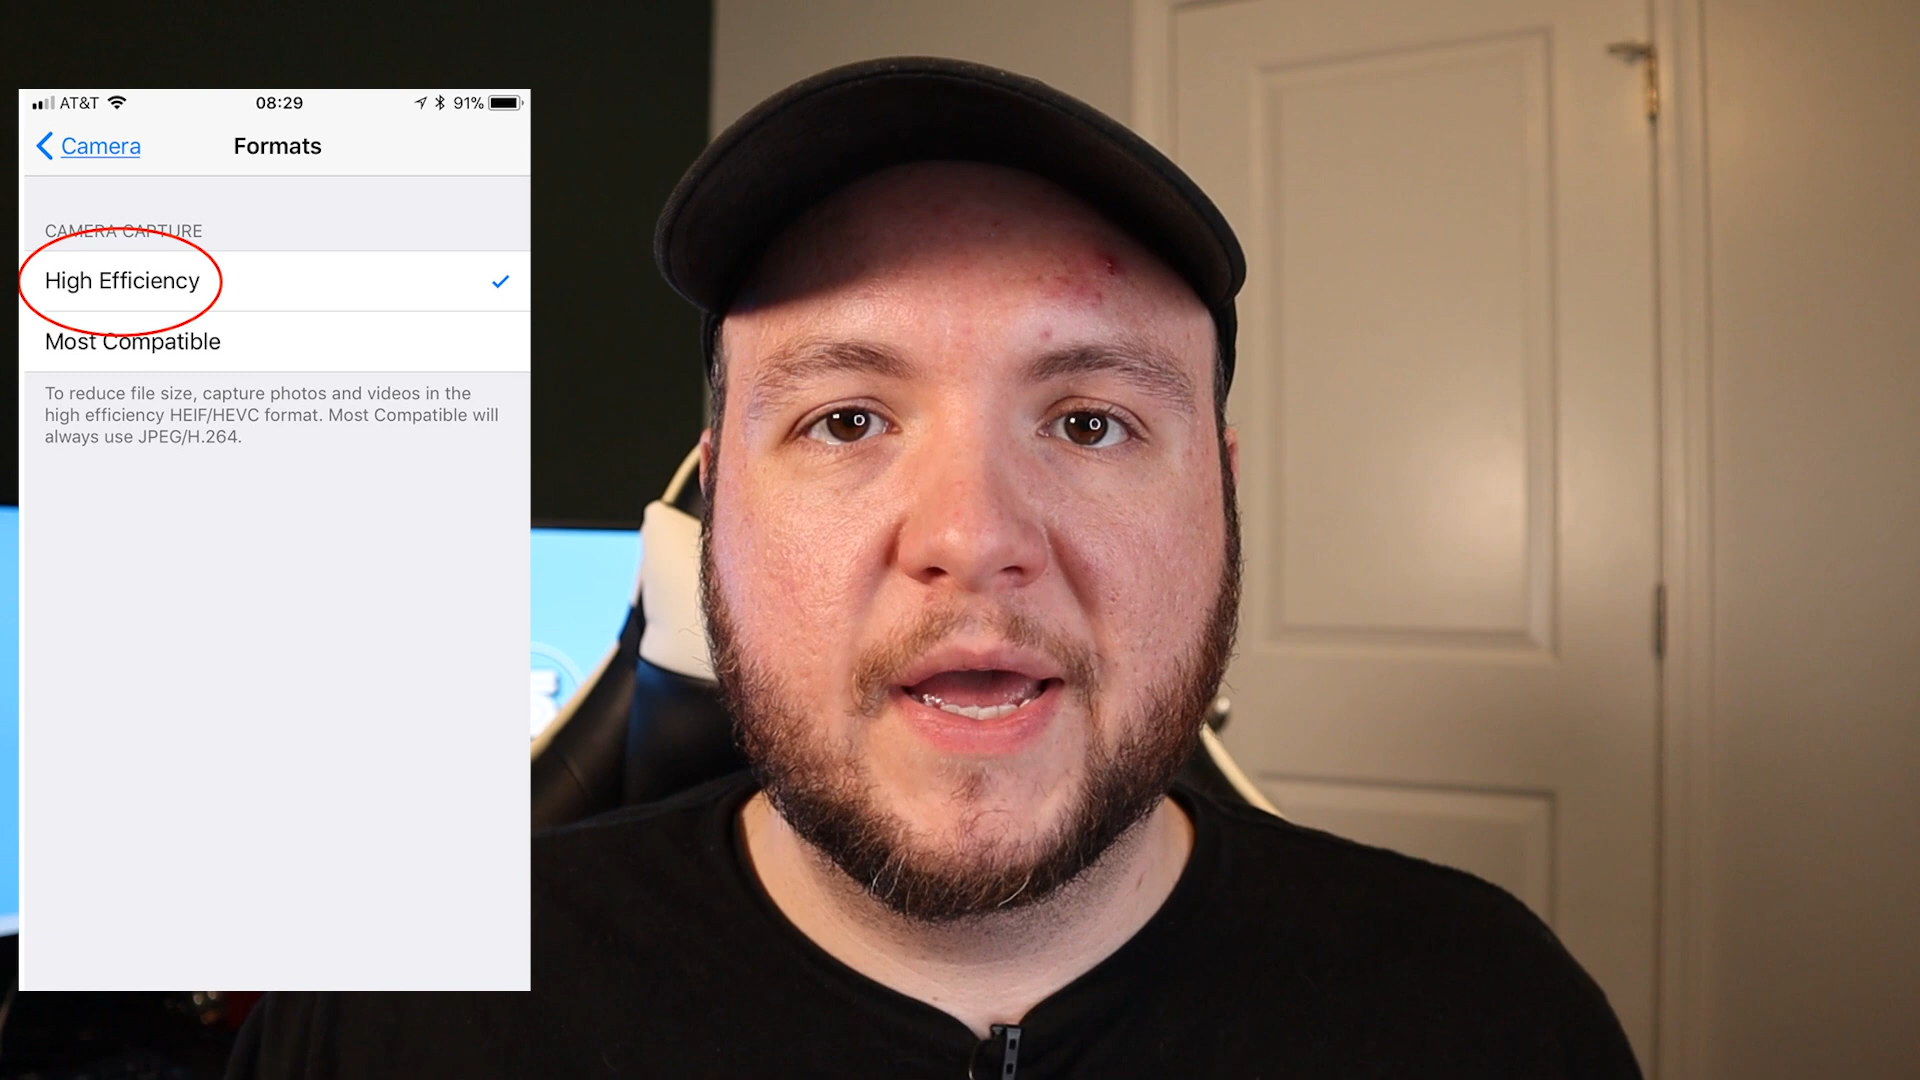 AT&T 08:29 91%
Camera Formats
CAMERA CAPTURE
High Efficiency
Most Compatible
To reduce file size, capture photos and videos in the
high efficiency HEIF/HEVC format. Most Compatible will
always use JPEG/H.264.